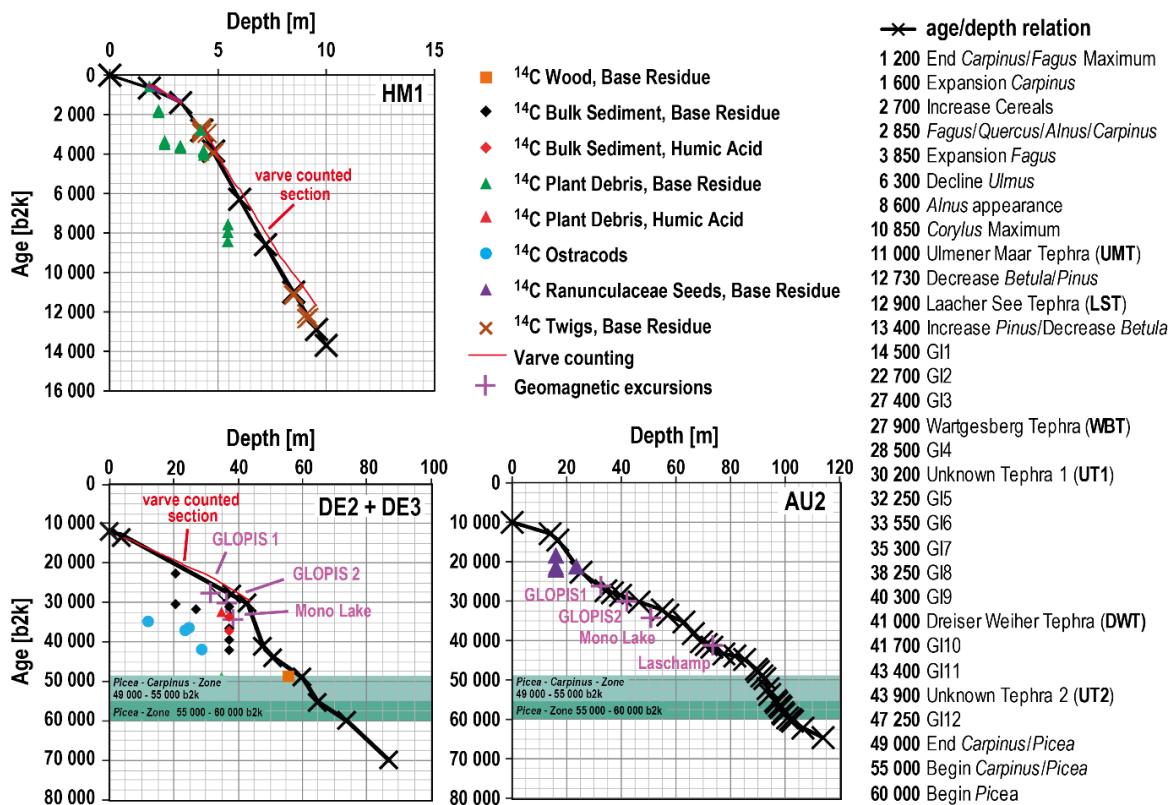 Depth [m]
0 5 10 15
Age [b2k]
0
2 000
4 000
6 000
8 000
10 000
12 000
14 000
16 000
HM1
varve counted
section
14C Wood, Base Residue
14C Bulk Sediment, Base Residue
14C Bulk Sediment, Humic Acid
14C Plant Debris, Base Residue
14C Plant Debris, Humic Acid
14C Ostracods
14C Ranunculaceae Seeds, Base Residue
14C Twigs, Base Residue
Varve counting
Geomagnetic excursions
Depth [m]
0 20 40 60 80 100
Age [b2k]
0
10 000
20 000
30 000
40 000
50 000
60 000
70 000
80 000
DE2 + DE3
varve counted
section
GLOPIS 1
GLOPIS 2
Mono Lake
Picea - Carpinus - Zone
49 000 - 55 000 b2k
Picea - Zone 55 000 - 60 000 b2k
Depth [m]
0 20 40 60 80 100 120
Age [b2k]
0
10 000
20 000
30 000
40 000
50 000
60 000
70 000
80 000
AU2
GLOPIS1
GLOPIS2
Mono Lake
Laschamp
Picea - Carpinus - Zone
49 000 - 55 000 b2k
Picea - Zone 55 000 - 60 000 b2k
age/depth relation
1 200 End Carpinus/Fagus Maximum
1 600 Expansion Carpinus
2 700 Increase Cereals
2 850 Fagus/Quercus/Alnus/Carpinus
3 850 Expansion Fagus
6 300 Decline Ulmus
8 600 Alnus appearance
10 850 Corylus Maximum
11 000 Ulmener Maar Tephra (UMT)
12 730 Decrease Betula/Pinus
12 900 Laacher See Tephra (LST)
13 400 Increase Pinus/Decrease Betula
14 500 GI1
22 700 GI2
27 400 GI3
27 900 Wartgesberg Tephra (WBT)
28 500 GI4
30 200 Unknown Tephra 1 (UT1)
32 250 GI5
33 550 GI6
35 300 GI7
38 250 GI8
40 300 GI9
41 000 Dreiser Weiher Tephra (DWT)
41 700 GI10
43 400 GI11
43 900 Unknown Tephra 2 (UT2)
47 250 GI12
49 000 End Carpinus/Picea
55 000 Begin Carpinus/Picea
60 000 Begin Picea